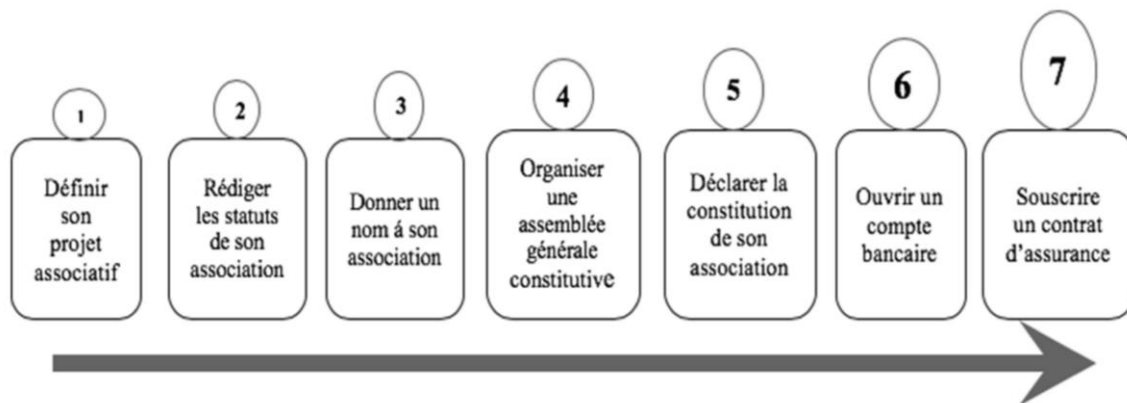 1
Définir
son
projet
associatif
2
Rédiger
les statuts
de son
association
3
Donner un
nom á son
association
4
Organiser
une
assemblée
générale
constitutive
5
Déclarer la
constitution
de son
association
6
Ouvrir un
compte
bancaire
7
Souscrire
un contrat
d’assurance